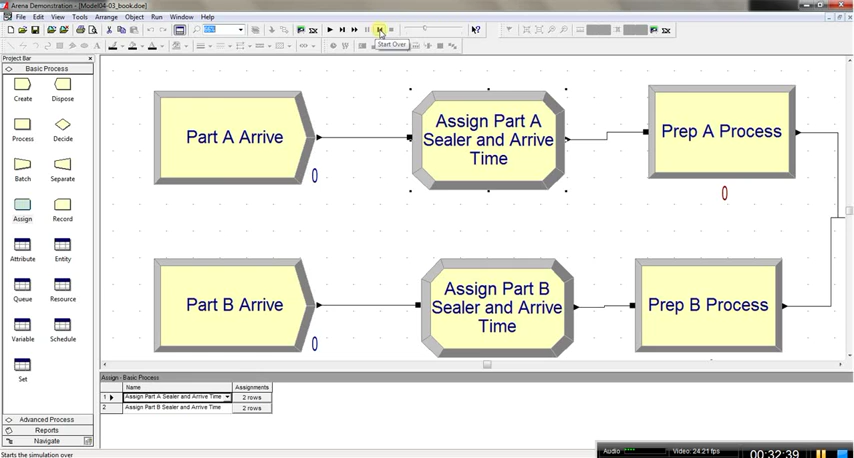 Arena Demonstration - [Model04-03_book.doe]
File Edit View Tools Arrange Object Run Window Help
Start Over
Project Bar
Basic Process
Create Dispose
Process Decide
Batch Separate
Assign Record
Attribute Entity
Queue Resource
Variable Schedule
Set
Advanced Process
Reports
Navigate
Part A Arrive
0
Assign Part A
Sealer and Arrive
Time
Prep A Process
0
Part B Arrive
0
Assign Part B
Sealer and Arrive
Time
Prep B Process
Assign - Basic Process
Name Assignments
1 Assign Part A Sealer and Arrive Time 2 rows
2 Assign Part B Sealer and Arrive Time 2 rows
Starts the simulation over
Audio Video: 24.21 fps 00:32:39